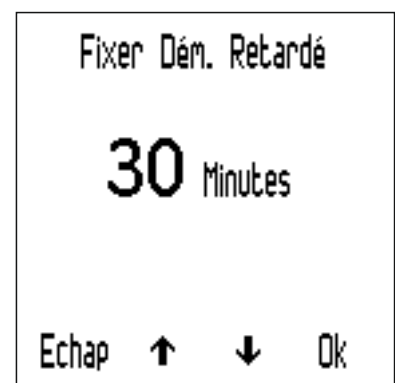 Fixer Dém. Retardé
30 Minutes
Echap ↑ ↓ Ok